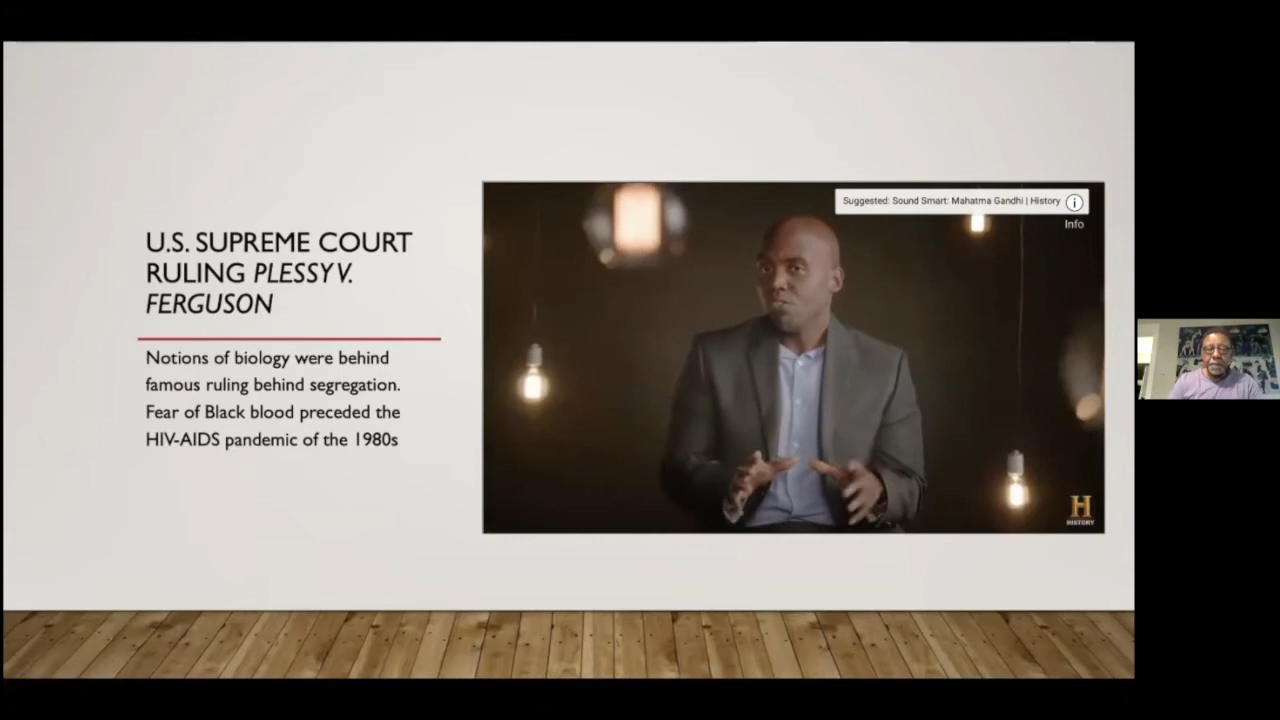 U.S. SUPREME COURT
RULING PLESSY V.
FERGUSON
Notions of biology were behind
famous ruling behind segregation.
Fear of Black blood preceded the
HIV-AIDS pandemic of the 1980s
Suggested: Sound Smart: Mahatma Gandhi | History
i
Info
H
HISTORY